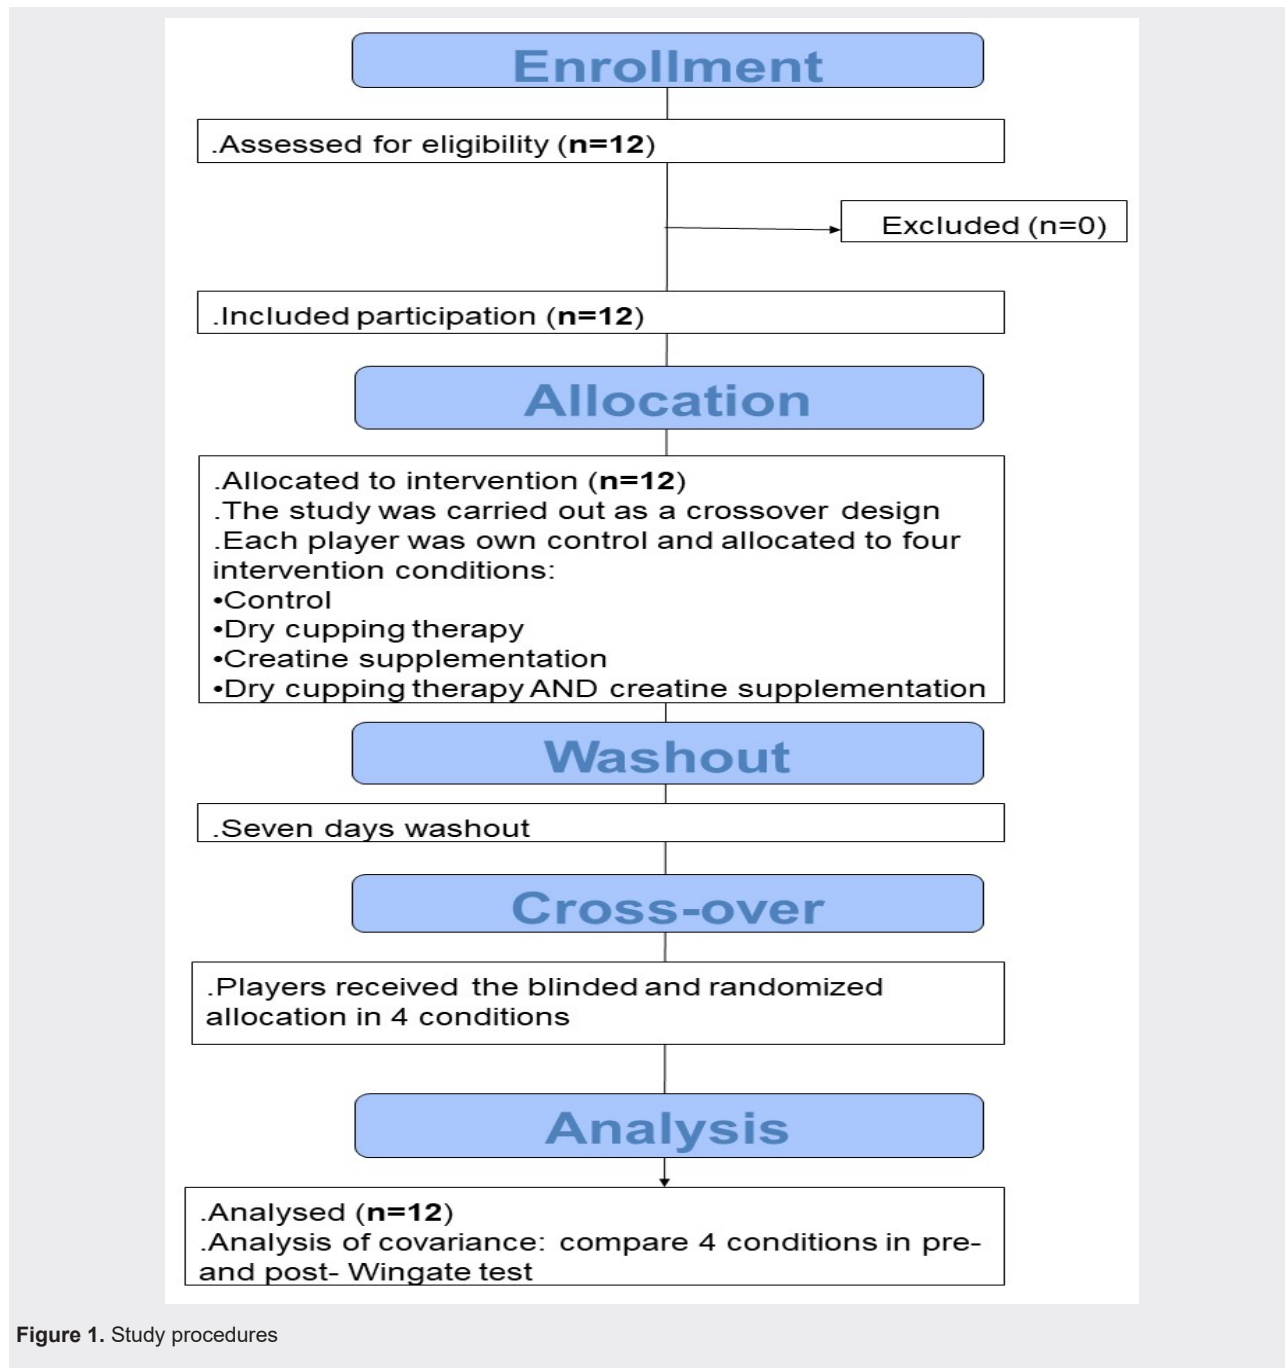 Enrollment
.Assessed for eligibility (n=12)
Excluded (n=0)
.Included participation (n=12)
Allocation
.Allocated to intervention (n=12)
.The study was carried out as a crossover design
.Each player was own control and allocated to four
intervention conditions:
•Control
•Dry cupping therapy
•Creatine supplementation
•Dry cupping therapy AND creatine supplementation
Washout
.Seven days washout
Cross-over
.Players received the blinded and randomized
allocation in 4 conditions
Analysis
.Analysed (n=12)
.Analysis of covariance: compare 4 conditions in pre-
and post- Wingate test
Figure 1. Study procedures